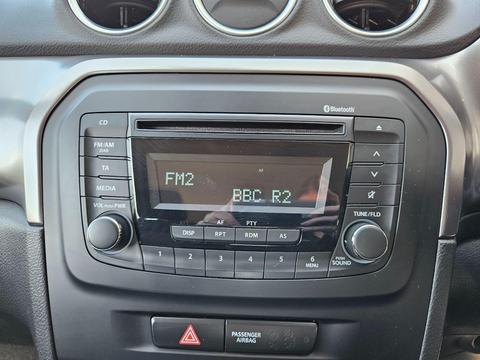 Bluetooth
CD
FM/AM
DAB
TA
MEDIA
VOL PUSH PWR
AF
FM2
BBC R2
AF PTY
DISP RPT RDM AS
1 2 3 4 5 6
MENU
TUNE/FLD
PUSH
SOUND
PASSENGER
AIRBAG